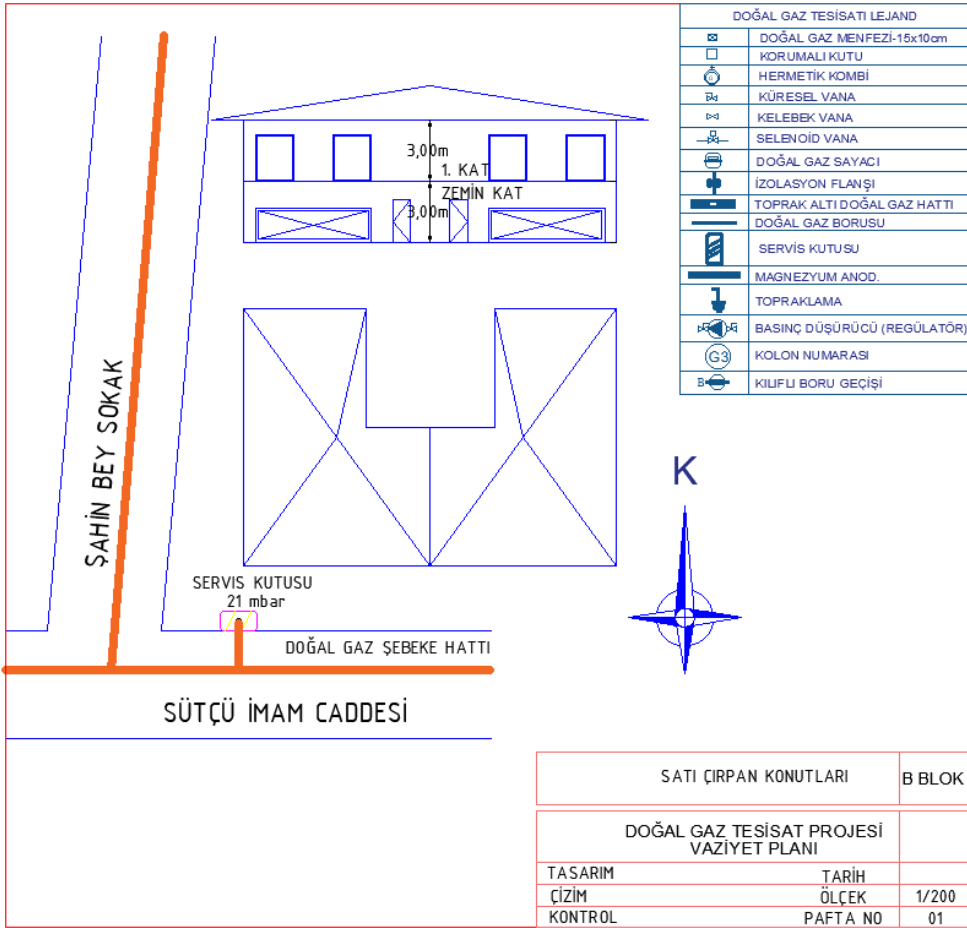 DOĞAL GAZ TESİSATI LEJAND
DOĞAL GAZ MENFEZİ-15x10cm
KORUMALI KUTU
HERMETİK KOMBİ
KÜRESEL VANA
KELEBEK VANA
SELENOİD VANA
DOĞAL GAZ SAYACI
İZOLASYON FLANŞI
TOPRAK ALTI DOĞAL GAZ HATTI
DOĞAL GAZ BORUSU
SERVİS KUTUSU
MAGNEZYUM ANOD.
TOPRAKLAMA
BASINÇ DÜŞÜRÜCÜ (REGÜLATÖR)
G3 KOLON NUMARASI
B KILIFLI BORU GEÇİŞİ
3,00m
1. KAT
ZEMİN KAT
3,00m
ŞAHİN BEY SOKAK
K
SERVIS KUTUSU
21 mbar
DOĞAL GAZ ŞEBEKE HATTI
SÜTÇÜ İMAM CADDESİ
SATI ÇIRPAN KONUTLARI B BLOK
DOĞAL GAZ TESİSAT PROJESİ
VAZİYET PLANI
TASARIM TARİH
ÇİZİM ÖLÇEK 1/200
KONTROL PAFTA NO 01